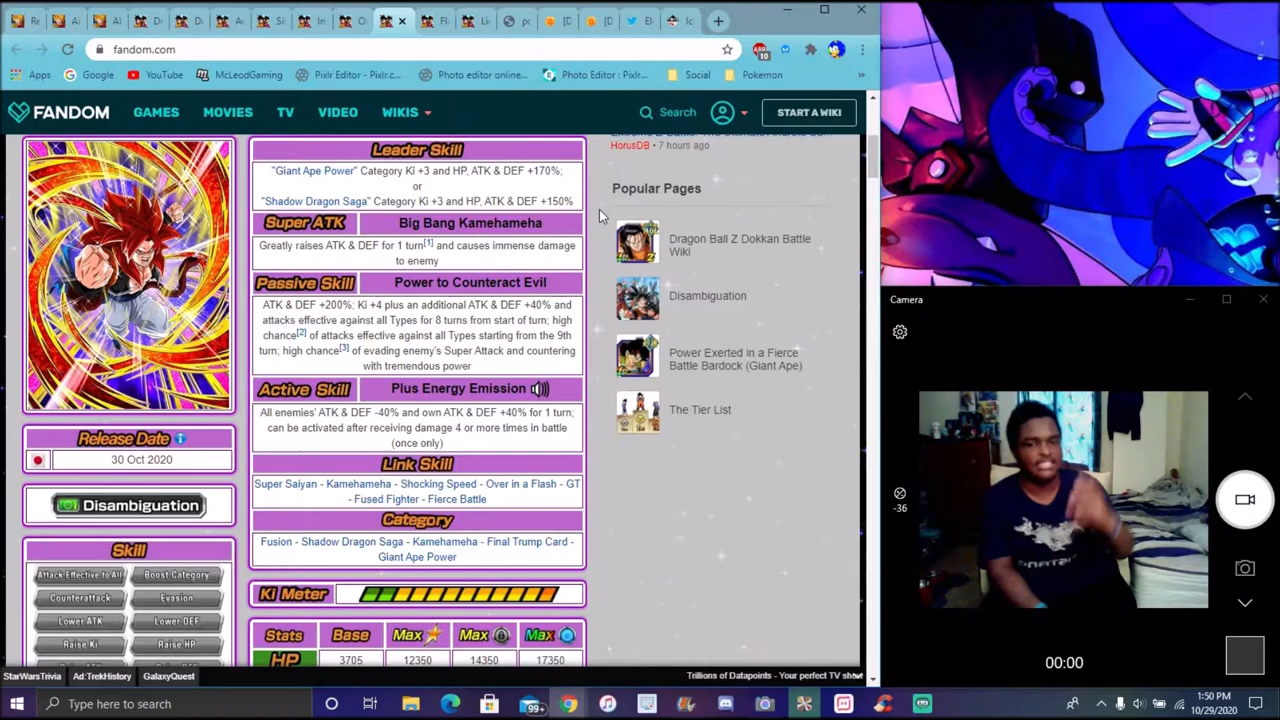 fandom.com
Apps
Google
YouTube
McLeodGaming
Pixlr Editor - Pixlr.c...
Photo editor online...
Photo Editor : Pixlr...
Social
Pokemon
FANDOM
GAMES
MOVIES
TV
VIDEO
WIKIS
Search
START A WIKI
Leader Skill
"Giant Ape Power" Category Ki +3 and HP, ATK & DEF +170%;
or
"Shadow Dragon Saga" Category Ki +3 and HP, ATK & DEF +150%
Super ATK
Big Bang Kamehameha
Greatly raises ATK & DEF for 1 turn[1] and causes immense damage
to enemy
Passive Skill
Power to Counteract Evil
ATK & DEF +200%; Ki +4 plus an additional ATK & DEF +40% and
attacks effective against all Types for 8 turns from start of turn; high
chance[2] of attacks effective against all Types starting from the 9th
turn; high chance[3] of evading enemy's Super Attack and countering
with tremendous power
Active Skill
Plus Energy Emission
All enemies' ATK & DEF -40% and own ATK & DEF +40% for 1 turn;
can be activated after receiving damage 4 or more times in battle
(once only)
Link Skill
Super Saiyan - Kamehameha - Shocking Speed - Over in a Flash - GT
- Fused Fighter - Fierce Battle
Category
Fusion - Shadow Dragon Saga - Kamehameha - Final Trump Card -
Giant Ape Power
Ki Meter
Stats
Base
Max
Max
Max
HP
3705
12350
14350
17350
Release Date
30 Oct 2020
Disambiguation
Skill
Attack Effective to All
Boost Category
Counterattack
Evasion
Lower ATK
Lower DEF
Raise Ki
Raise HP
HorusDB • 7 hours ago
Popular Pages
Dragon Ball Z Dokkan Battle
Wiki
Disambiguation
Power Exerted in a Fierce
Battle Bardock (Giant Ape)
The Tier List
StarWarsTrivia
Ad:TrekHistory
GalaxyQuest
Trillions of Datapoints - Your perfect TV show
Camera
-36
00:00
Type here to search
99+
1:50 PM
10/29/2020